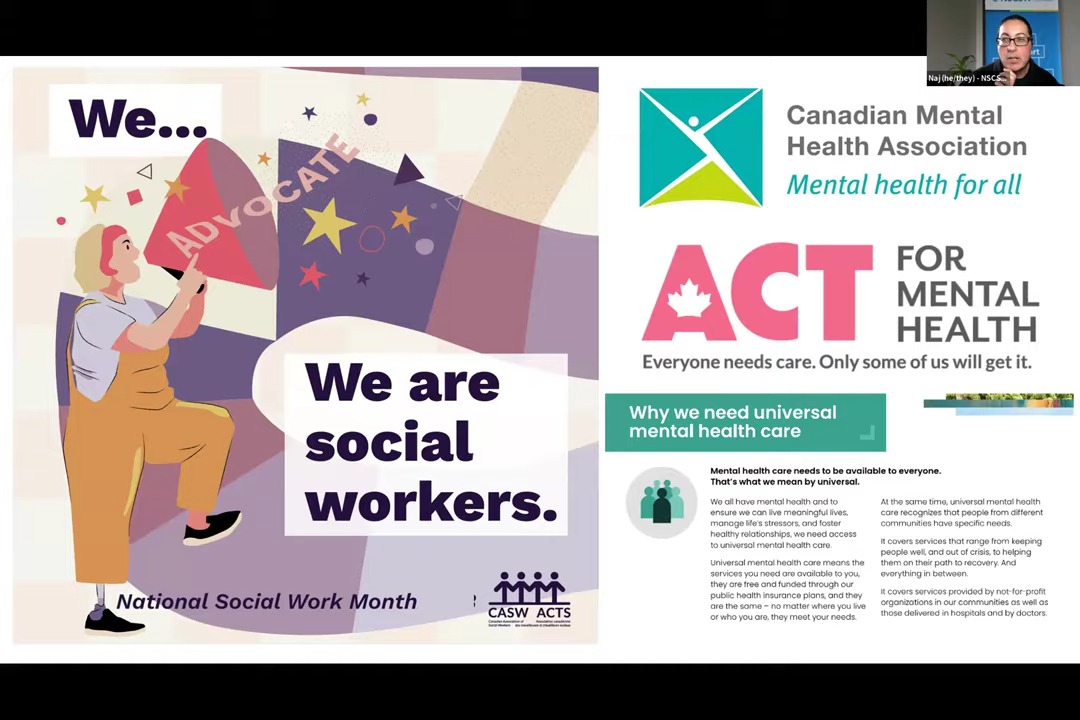 We...
ADVOCATE
We are
social
workers.
National Social Work Month
CASW ACTS
Canadian Mental
Health Association
Mental health for all
ACT
FOR
MENTAL
HEALTH
Everyone needs care. Only some of us will get it.
Why we need universal
mental health care
Mental health care needs to be available to everyone.
That's what we mean by universal.
We all have mental health and to
ensure we can live meaningful lives,
manage life's stressors, and foster
healthy relationships, we need access
to universal mental health care.
Universal mental health care means the
services you need are available to you,
they are free and funded through our
public health insurance plans, and they
are the same – no matter where you live
or who you are, they meet your needs.
At the same time, universal mental health
care recognizes that people from different
communities have specific needs.
It covers services that range from keeping
people well, and out of crisis, to helping
them on their path to recovery. And
everything in between.
It covers services provided by not-for-profit
organizations in our communities as well as
those delivered in hospitals and by doctors.
Naj (he/they) - NSCS...